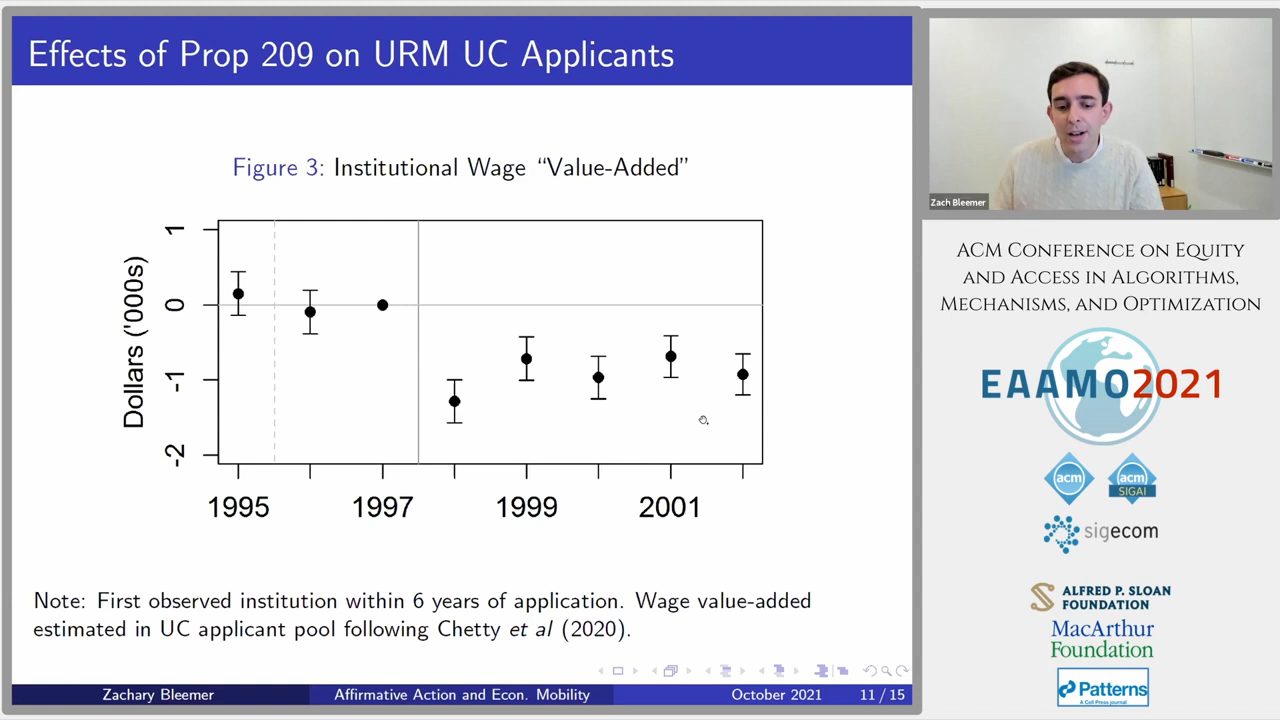 Effects of Prop 209 on URM UC Applicants
Figure 3: Institutional Wage “Value-Added”
Dollars ('000s)
1
0
-1
-2
1995
1997
1999
2001
Note: First observed institution within 6 years of application. Wage value-added
estimated in UC applicant pool following Chetty et al (2020).
Zachary Bleemer
Affirmative Action and Econ. Mobility
October 2021
11 / 15
Zach Bleemer
ACM Conference on Equity
and Access in Algorithms,
Mechanisms, and Optimization
EAAMO2021
acm
acm
SIGAI
sigecom
ALFRED P. SLOAN
FOUNDATION
MacArthur
Foundation
Patterns
A Cell Press journal